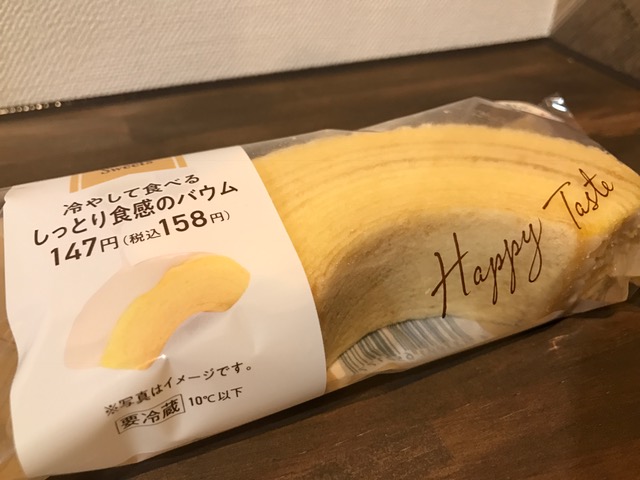 Sweets
冷やして食べる
しっとり食感のバウム
147円(税込158円)
Happy Taste
※写真はイメージです。
要冷蔵 10℃以下